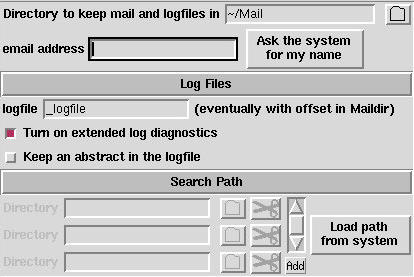 Directory to keep mail and logfiles in ~/Mail
email address
Ask the system
for my name
Log Files
logfile _logfile (eventually with offset in Maildir)
Turn on extended log diagnostics
Keep an abstract in the logfile
Search Path
Directory
Directory
Directory
Load path
from system
Add